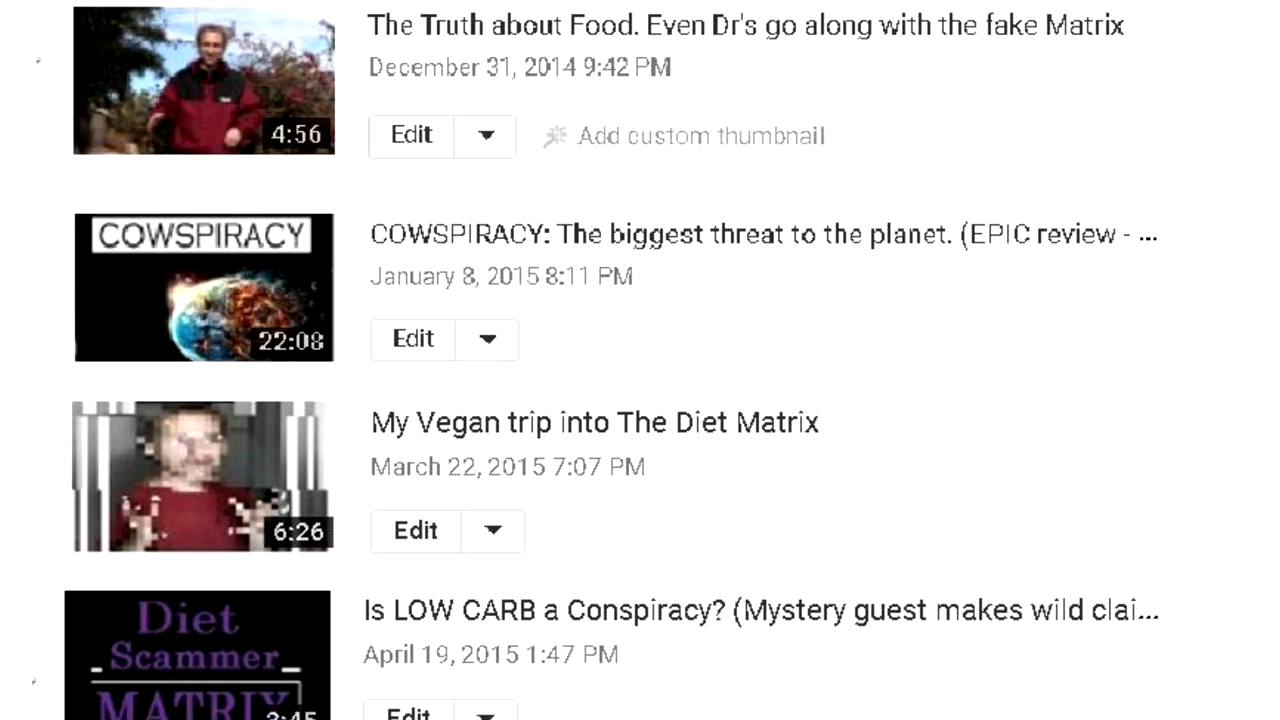 The Truth about Food. Even Dr's go along with the fake Matrix
December 31, 2014 9:42 PM
4:56
Edit
Add custom thumbnail
COWSPIRACY
COWSPIRACY: The biggest threat to the planet. (EPIC review - ...
January 8, 2015 8:11 PM
22:08
Edit
My Vegan trip into The Diet Matrix
March 22, 2015 7:07 PM
6:26
Edit
Diet
Scammer
MATRIX
Is LOW CARB a Conspiracy? (Mystery guest makes wild clai...
April 19, 2015 1:47 PM
3:45
Edit